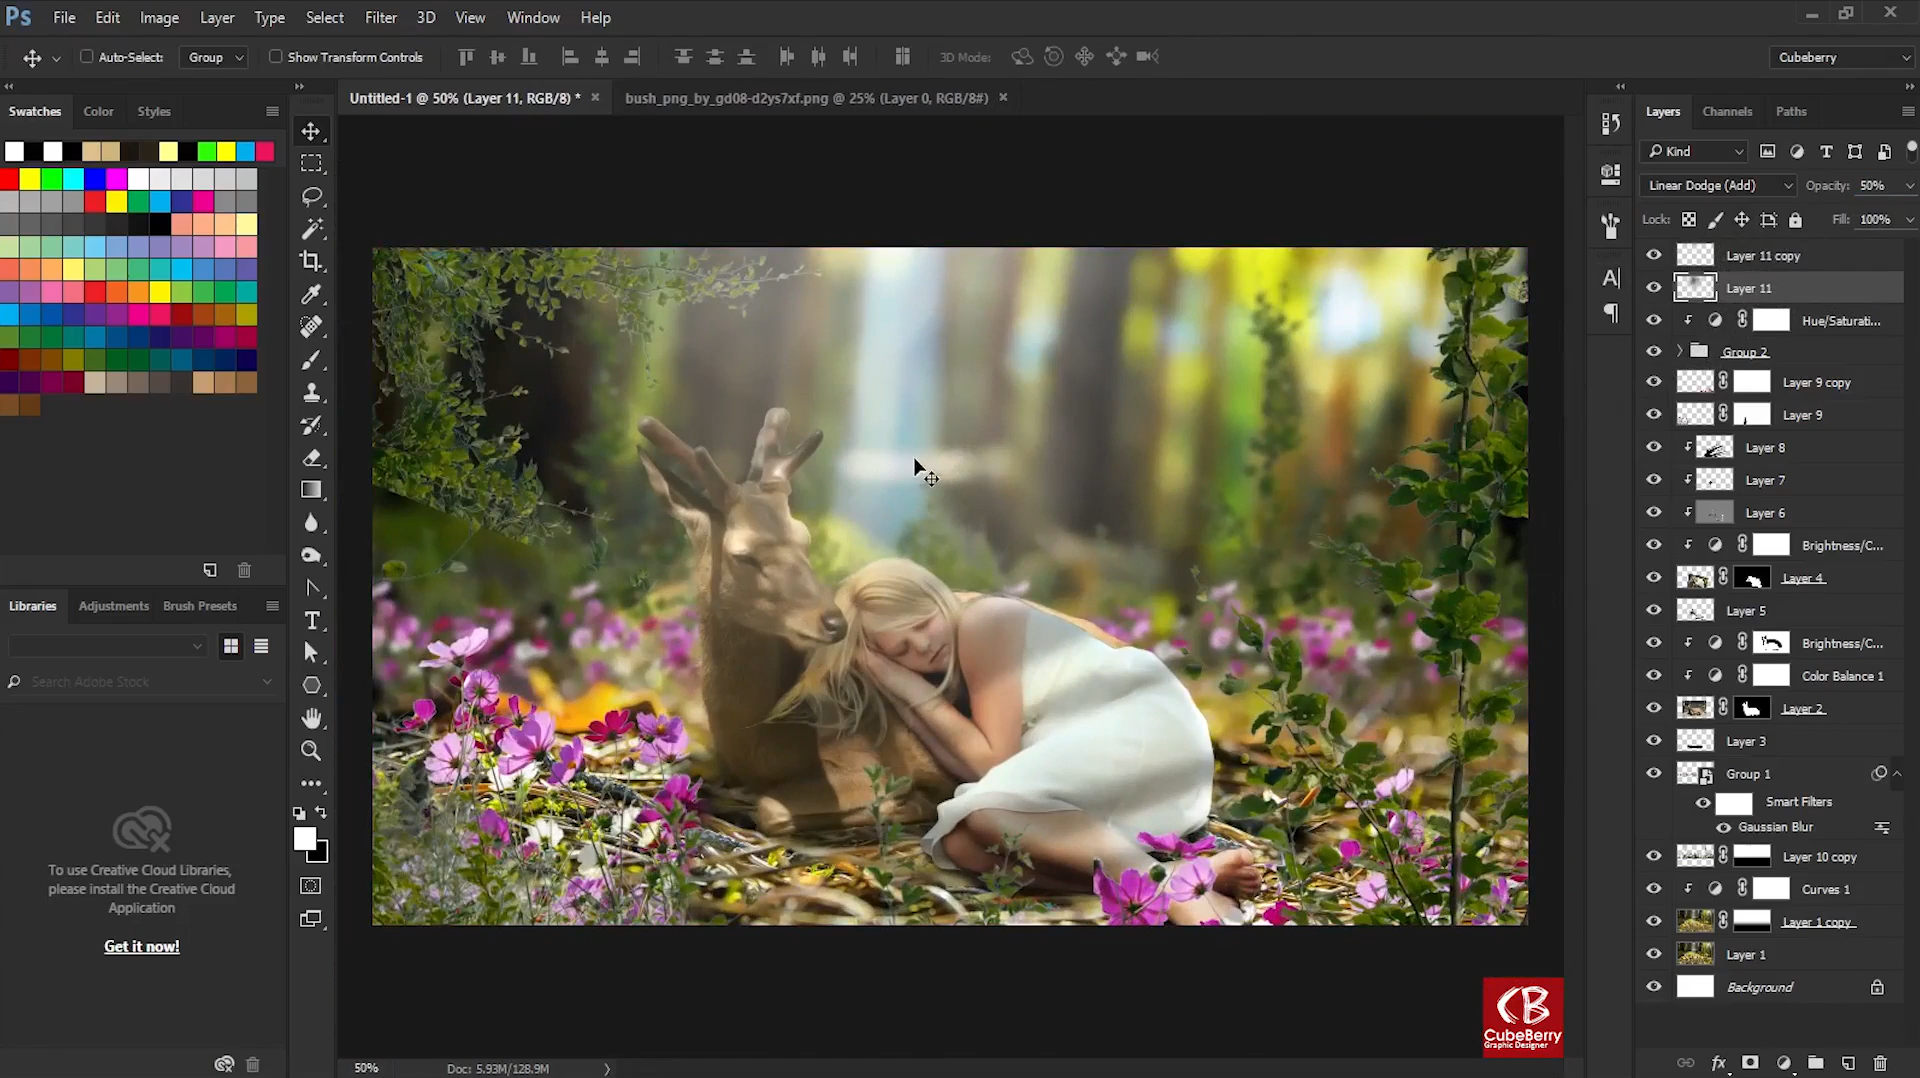 Ps File Edit Image Layer Type Select Filter 3D View Window Help
Auto-Select: Group Show Transform Controls 3D Mode: Cubeberry
Untitled-1 @ 50% (Layer 11, RGB/8) * bush_png_by_gd08-d2ys7xf.png @ 25% (Layer 0, RGB/8#)
Swatches Color Styles
Layers Channels Paths
Kind
Linear Dodge (Add) Opacity: 50%
Lock: Fill: 100%
Layer 11 copy
Layer 11
Hue/Saturati...
Group 2
Layer 9 copy
Layer 9
Layer 8
Layer 7
Layer 6
Brightness/C...
Layer 4
Layer 5
Brightness/C...
Color Balance 1
Layer 2
Layer 3
Group 1
Smart Filters
Gaussian Blur
Layer 10 copy
Curves 1
Layer 1 copy
Layer 1
Background
Libraries Adjustments Brush Presets
Search Adobe Stock
To use Creative Cloud Libraries,
please install the Creative Cloud
Application
Get it now!
CB
CubeBerry
Graphic Designer
50% Doc: 5.93M/128.9M
fx